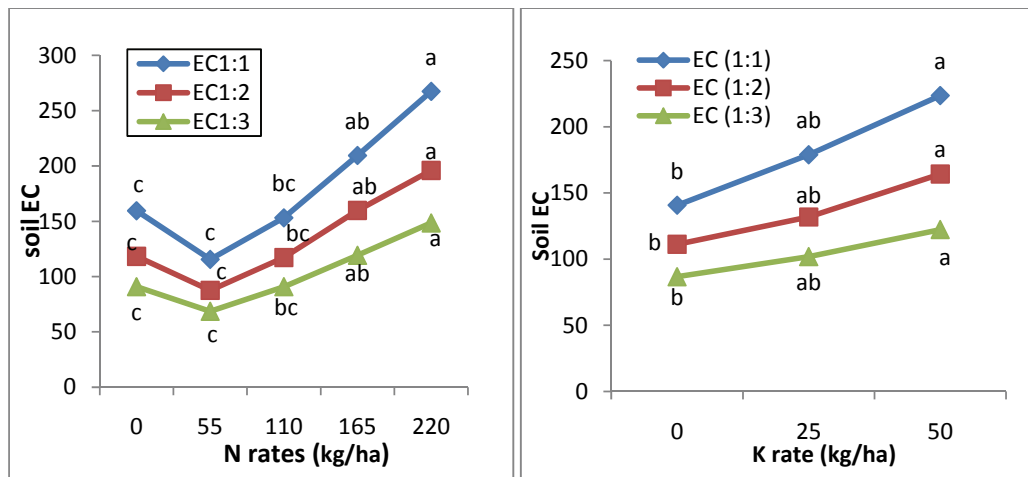 300
250
200
150
100
50
0
soil EC
EC1:1
EC1:2
EC1:3
a
ab
c
bc
c
a
ab
c
bc
c
a
ab
c
bc
c
0 55 110 165 220
N rates (kg/ha)
250
200
150
100
50
0
Soil EC
EC (1:1)
EC (1:2)
EC (1:3)
a
ab
b
a
ab
b
a
ab
b
0 25 50
K rate (kg/ha)